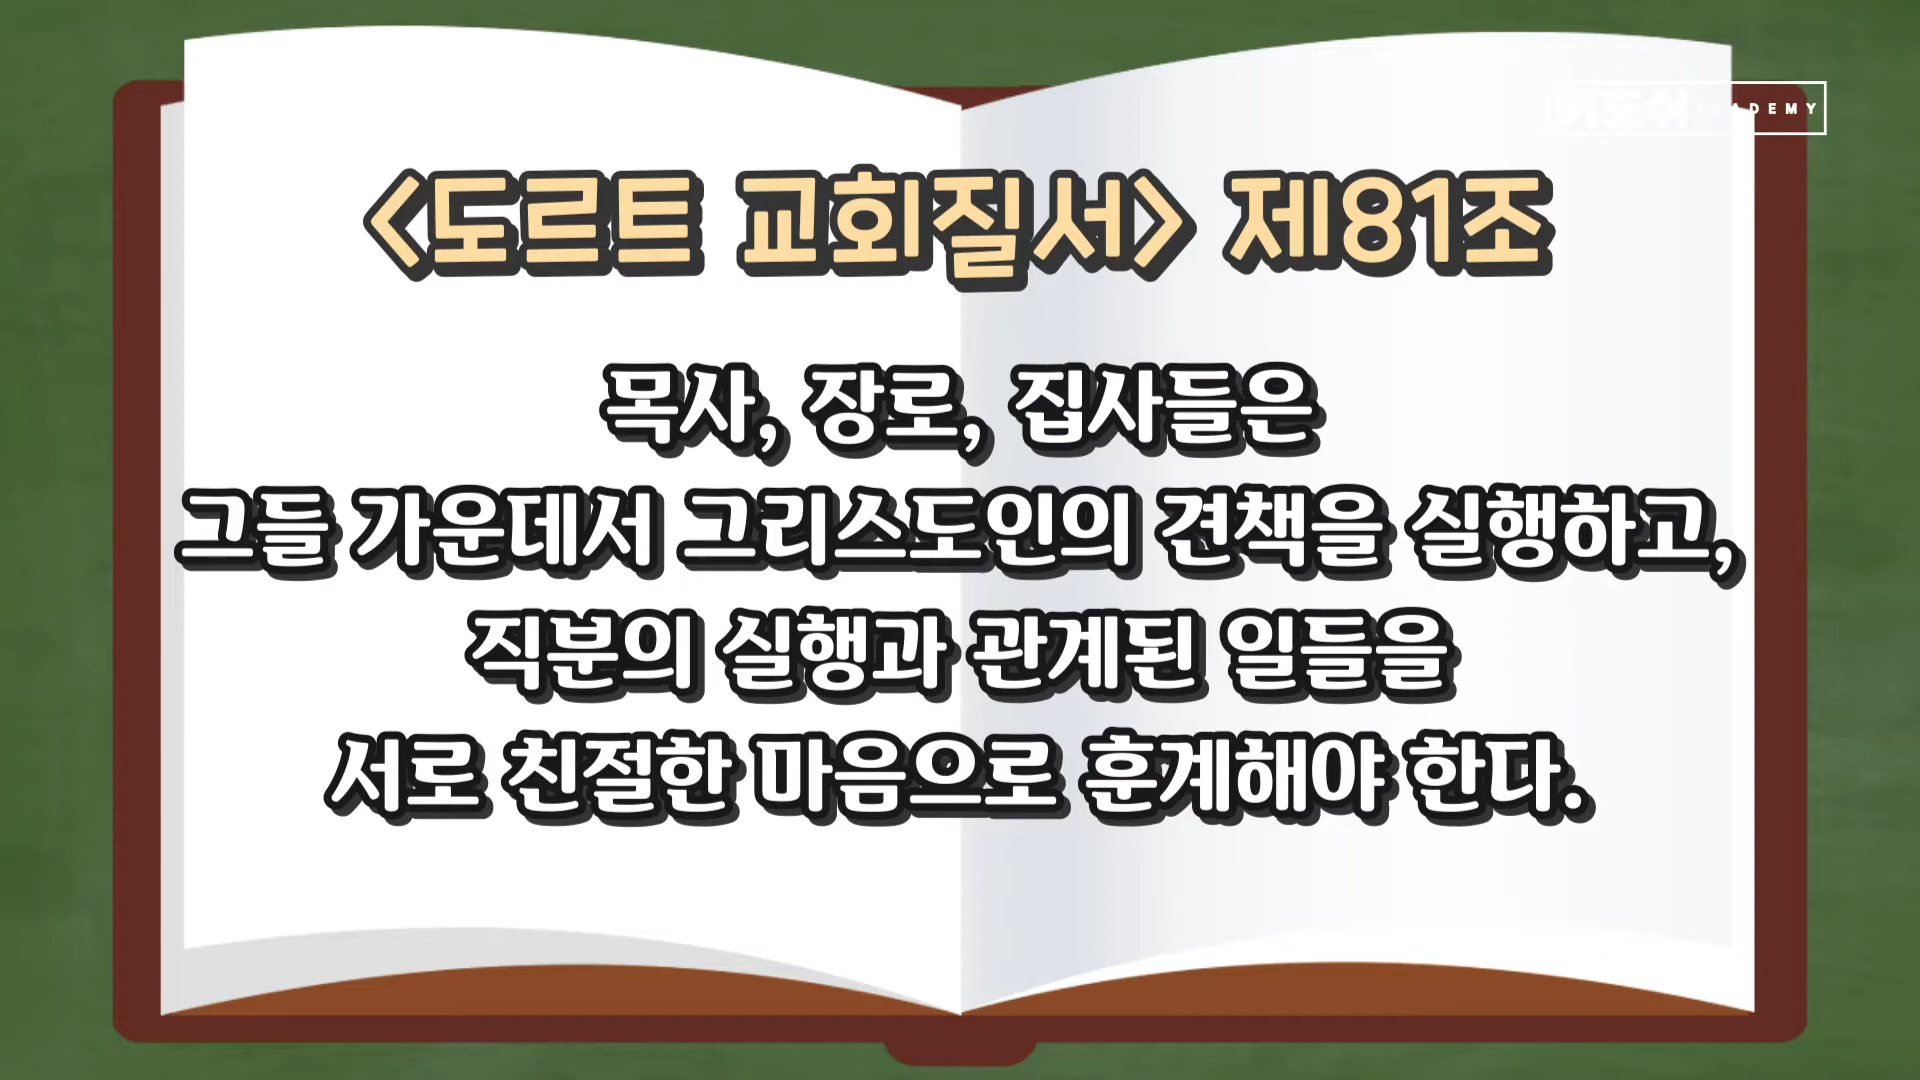 <도르트 교회질서> 제81조
목사, 장로, 집사들은
그들 가운데서 그리스도인의 견책을 실행하고,
직분의 실행과 관계된 일들을
서로 친절한 마음으로 훈계해야 한다.